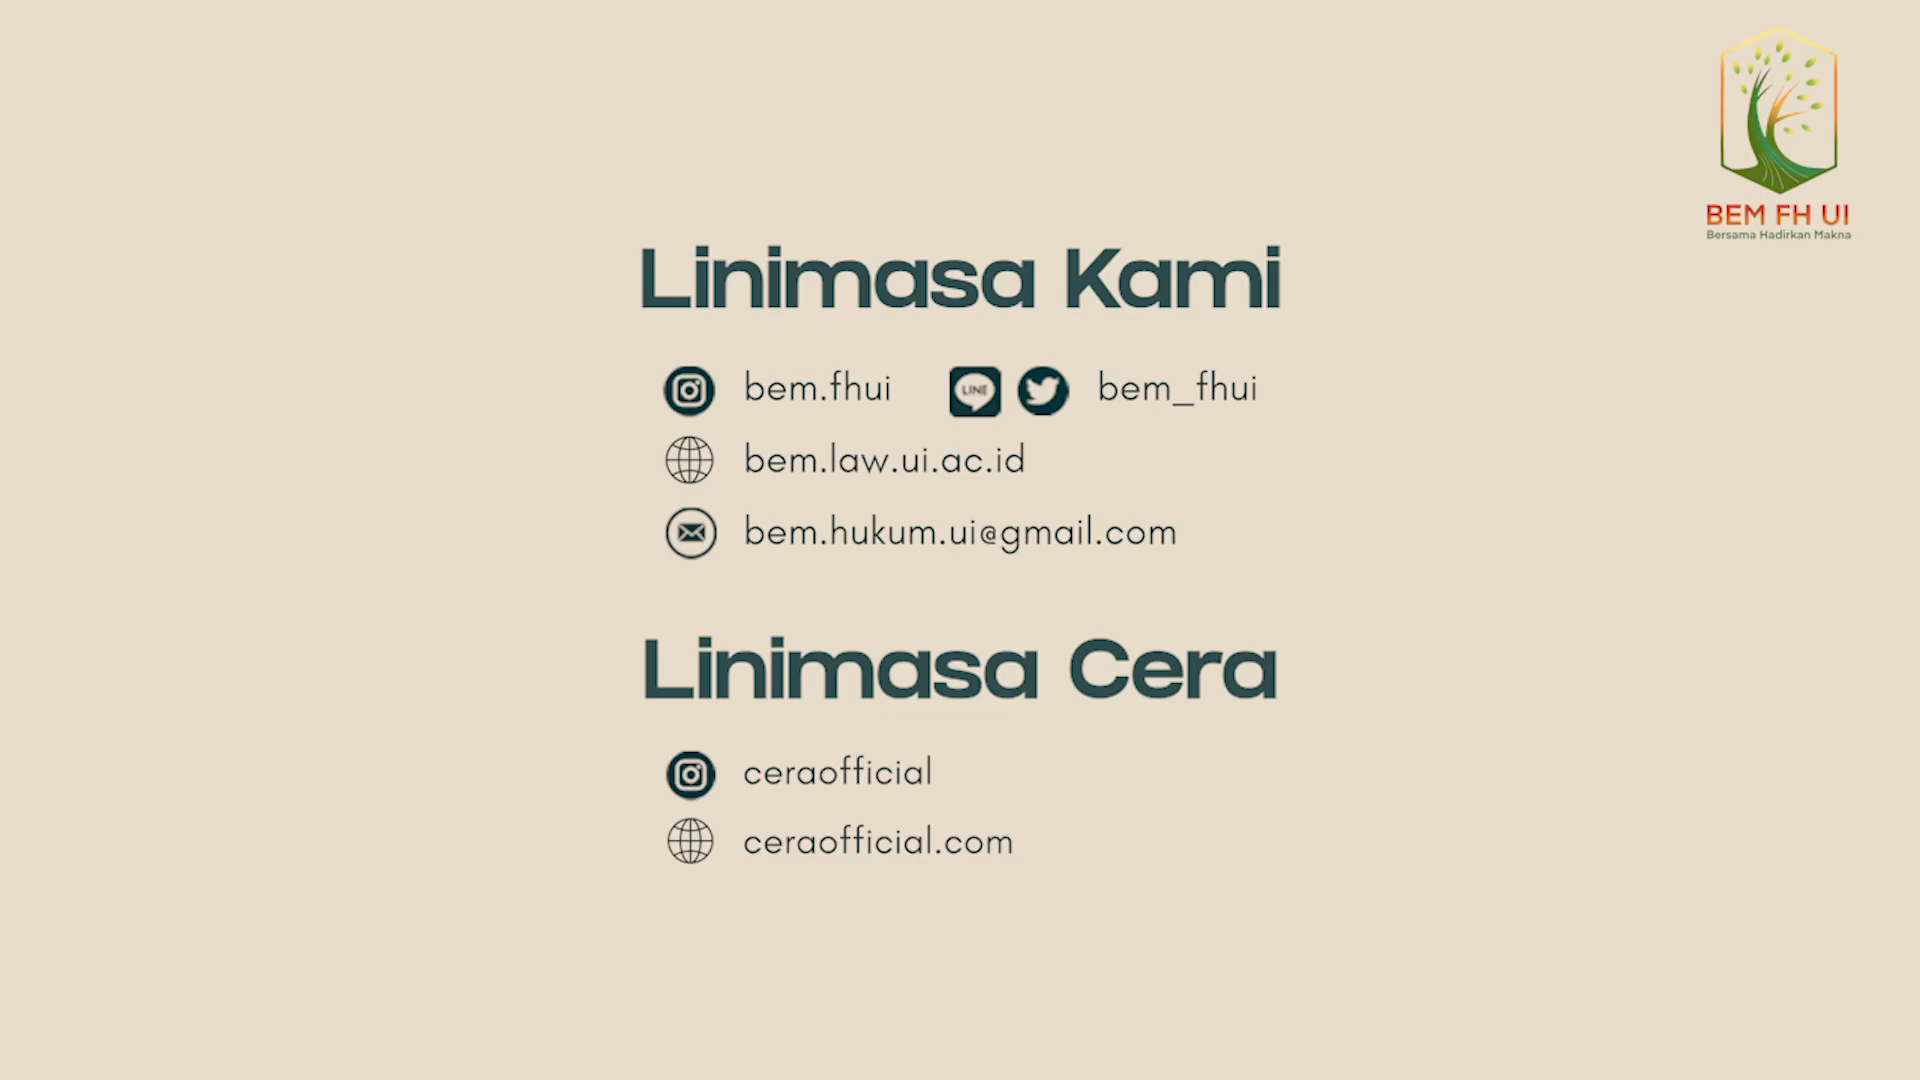 BEM FH UI
Bersama Hadirkan Makna
Linimasa Kami
bem.fhui LINE bem_fhui
bem.law.ui.ac.id
bem.hukum.ui@gmail.com
Linimasa Cera
ceraofficial
ceraofficial.com